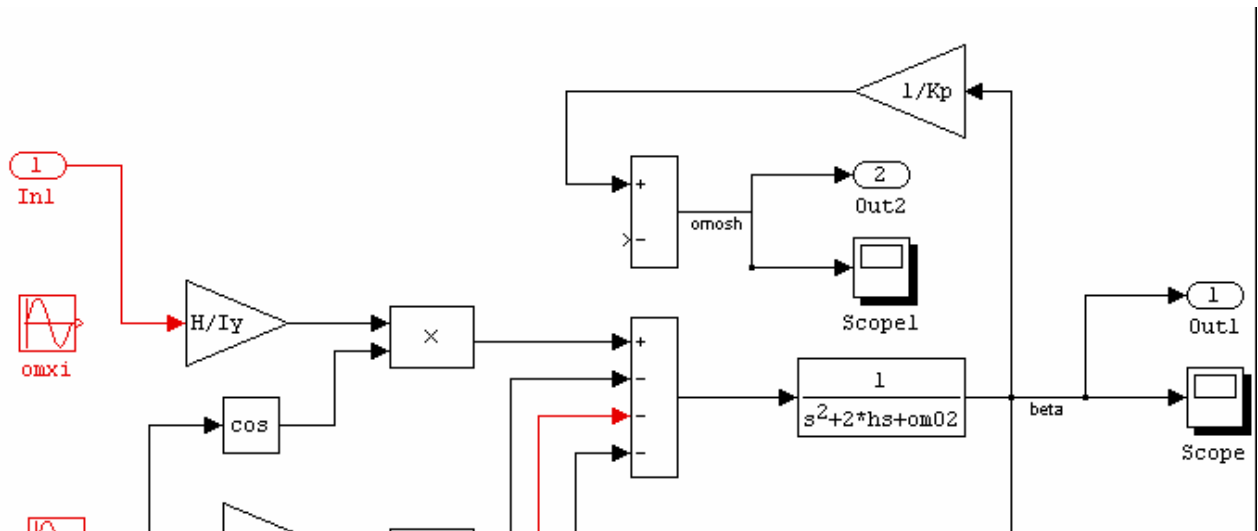 1/Kp
1
In1
+
-
2
Out2
omosh
Scope1
omxi
H/Iy
×
+
-
-
-
1
s²+2*hs+om02
beta
1
Out1
Scope
cos